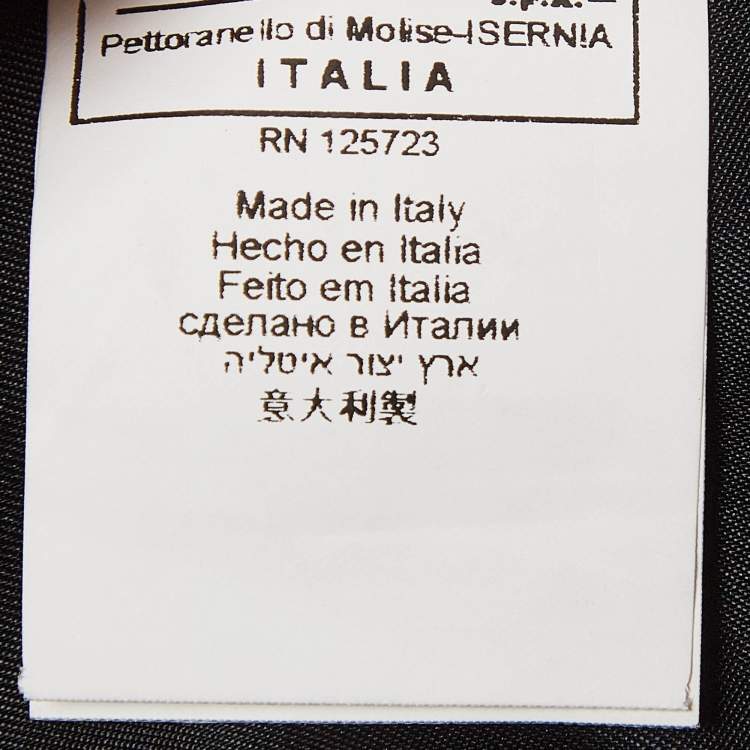 S.p.A.
Pettoranello di Molise-ISERNIA
ITALIA
RN 125723
Made in Italy
Hecho en Italia
Feito em Italia
сделано в Италии
ארץ יצור איטליה
意大利製